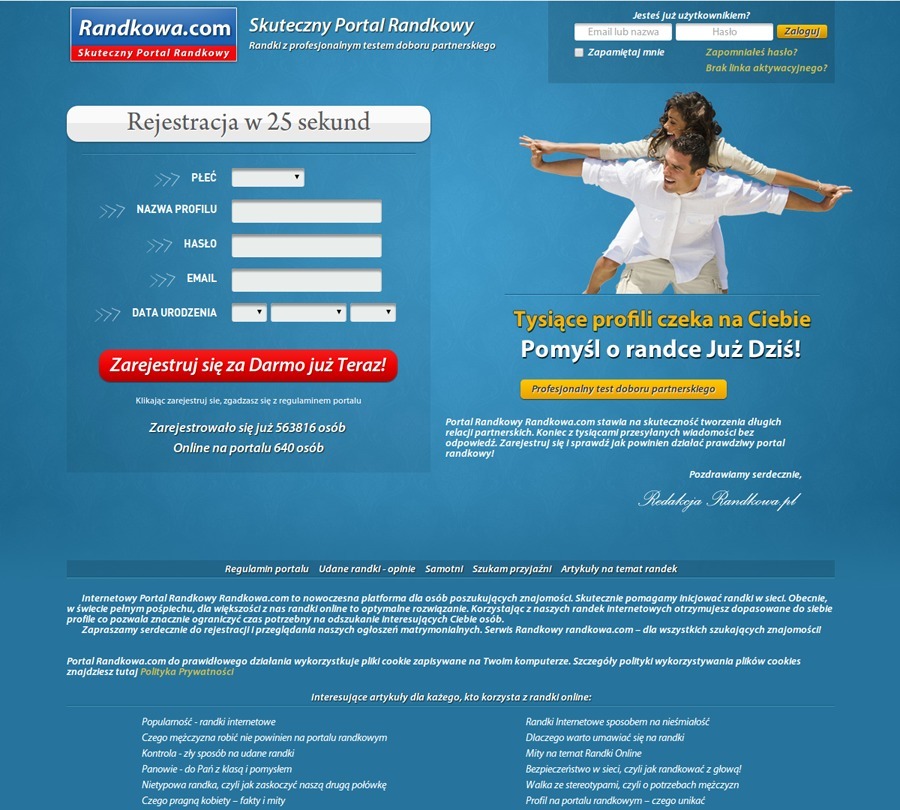 Randkowa.com
Skuteczny Portal Randkowy
Skuteczny Portal Randkowy
Randki z profesjonalnym testem doboru partnerskiego
Jesteś już użytkownikiem?
Email lub nazwa
Hasło
Zaloguj
Zapamiętaj mnie
Zapomniałeś hasło?
Brak linka aktywacyjnego?
Rejestracja w 25 sekund
PŁEĆ
NAZWA PROFILU
HASŁO
EMAIL
DATA URODZENIA
Zarejestruj się za Darmo już Teraz!
Klikając zarejestruj sie, zgadzasz się z regulaminem portalu
Zarejestrowało się już 563816 osób
Online na portalu 640 osób
Tysiące profili czeka na Ciebie
Pomyśl o randce Już Dziś!
Profesjonalny test doboru partnerskiego
Portal Randkowy Randkowa.com stawia na skuteczność tworzenia długich
relacji partnerskich. Koniec z tysiącami przesyłanych wiadomości bez
odpowiedź. Zarejestruj się i sprawdź jak powinien działać prawdziwy portal
randkowy!
Pozdrawiamy serdecznie,
Redakcja Randkowa.pl
Regulamin portalu Udane randki - opinie Samotni Szukam przyjaźni Artykuły na temat randek
Internetowy Portal Randkowy Randkowa.com to nowoczesna platforma dla osób poszukujących znajomości. Skutecznie pomagamy inicjować randki w sieci. Obecnie,
w świecie pełnym pośpiechu, dla większości z nas randki online to optymalne rozwiązanie. Korzystając z naszych randek internetowych otrzymujesz dopasowane do siebie
profile co pozwala znacznie ograniczyć czas potrzebny na odszukanie interesujących Ciebie osób.
Zapraszamy serdecznie do rejestracji i przeglądania naszych ogłoszeń matrymonialnych. Serwis Randkowy randkowa.com – dla wszystkich szukających znajomości!
Portal Randkowa.com do prawidłowego działania wykorzystkuje pliki cookie zapisywane na Twoim komputerze. Szczegóły polityki wykorzystywania plików cookies
znajdziesz tutaj Polityka Prywatności
Interesujące artykuły dla każego, kto korzysta z randki online:
Popularność - randki internetowe
Czego mężczyzna robić nie powinien na portalu randkowym
Kontrola - zły sposób na udane randki
Panowie - do Pań z klasą i pomysłem
Nietypowa randka, czyli jak zaskoczyć naszą drugą połówkę
Czego pragną kobiety – fakty i mity
Randki Internetowe sposobem na nieśmiałość
Dlaczego warto umawiać się na randki
Mity na temat Randki Online
Bezpieczeństwo w sieci, czyli jak randkować z głową!
Walka ze stereotypami, czyli o potrzebach mężczyzn
Profil na portalu randkowym – czego unikać